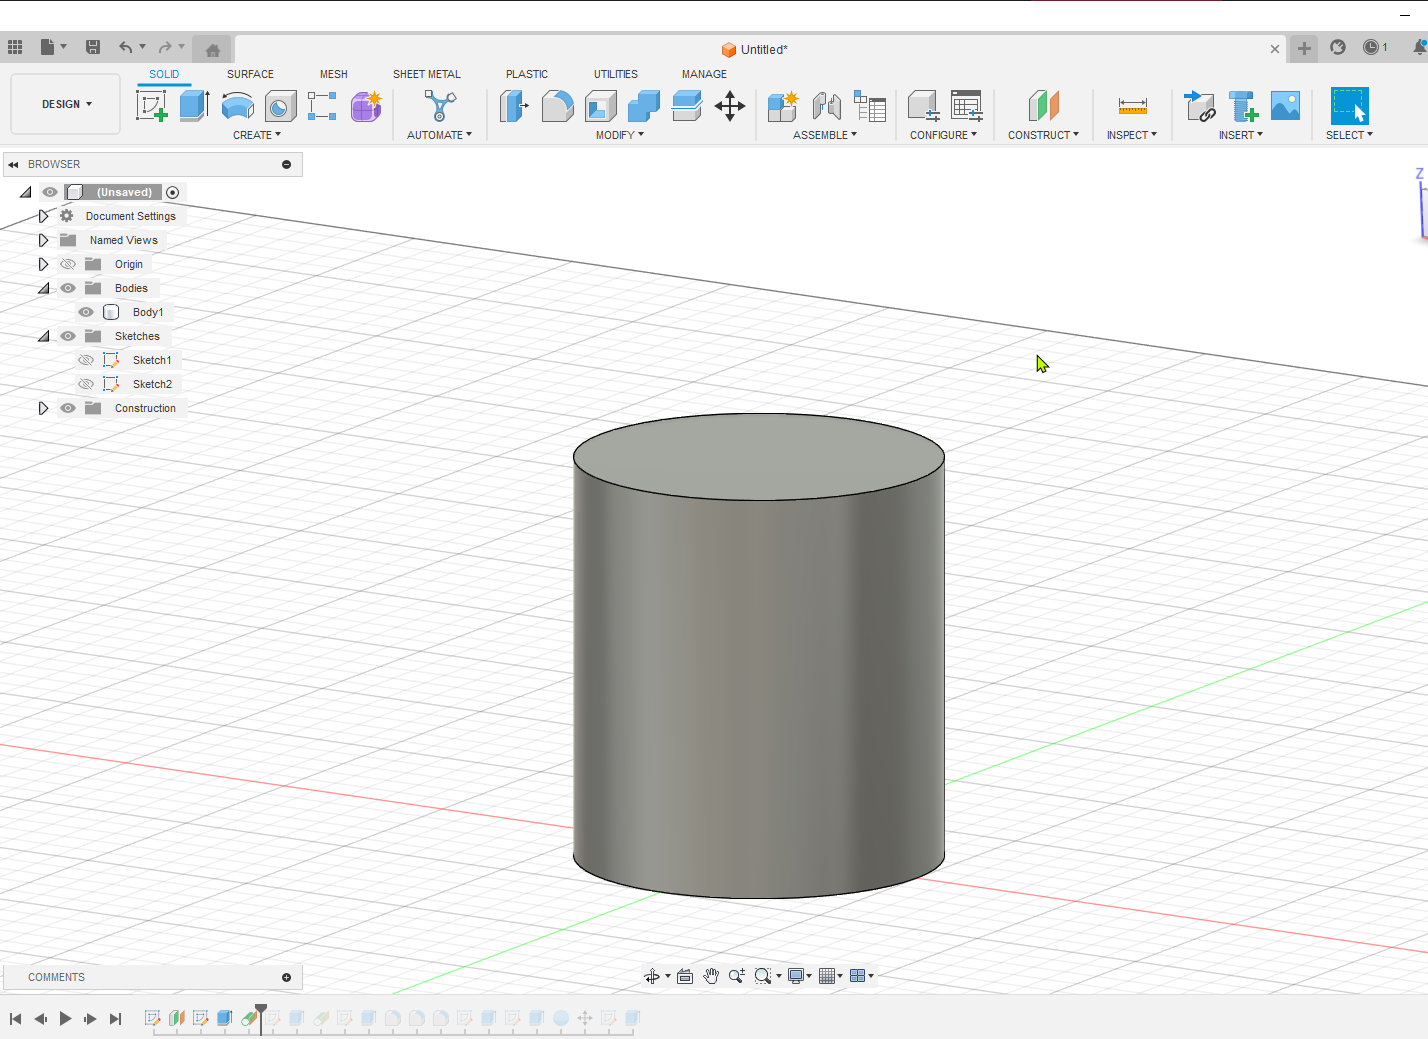 Untitled*
1
SOLID SURFACE MESH SHEET METAL PLASTIC UTILITIES MANAGE
DESIGN
CREATE AUTOMATE MODIFY ASSEMBLE CONFIGURE CONSTRUCT INSPECT INSERT SELECT
BROWSER
Z
(Unsaved)
Document Settings
Named Views
Origin
Bodies
Body1
Sketches
Sketch1
Sketch2
Construction
COMMENTS